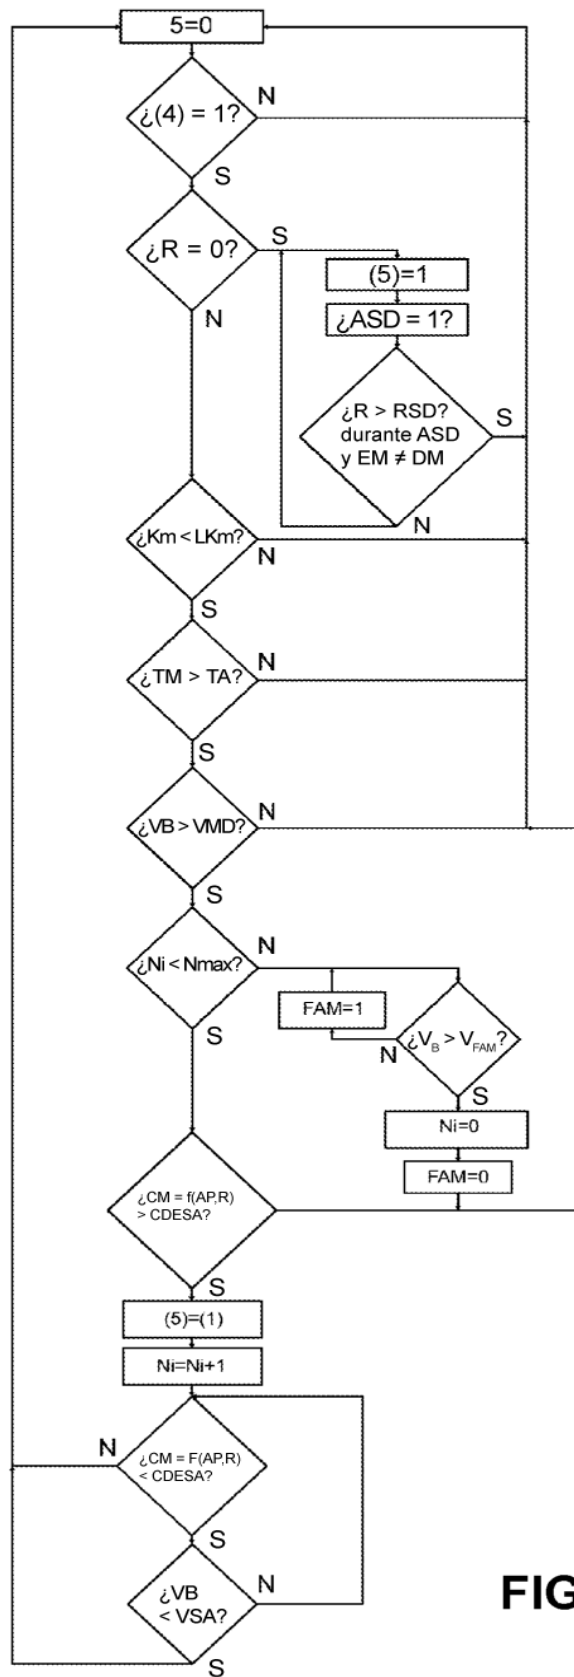 5=0
¿(4) = 1?
N
S
¿R = 0?
S
N
(5)=1
¿ASD = 1?
¿R > RSD?
durante ASD
y EM ≠ DM
S
N
¿Km < LKm?
N
S
¿TM > TA?
N
S
¿VB > VMD?
N
S
¿Ni < Nmax?
N
S
FAM=1
¿V_B > V_FAM?
N
S
Ni=0
FAM=0
¿CM = f(AP,R)
> CDESA?
S
(5)=(1)
Ni=Ni+1
¿CM = F(AP,R)
< CDESA?
N
S
¿VB
< VSA?
N
S
FIG